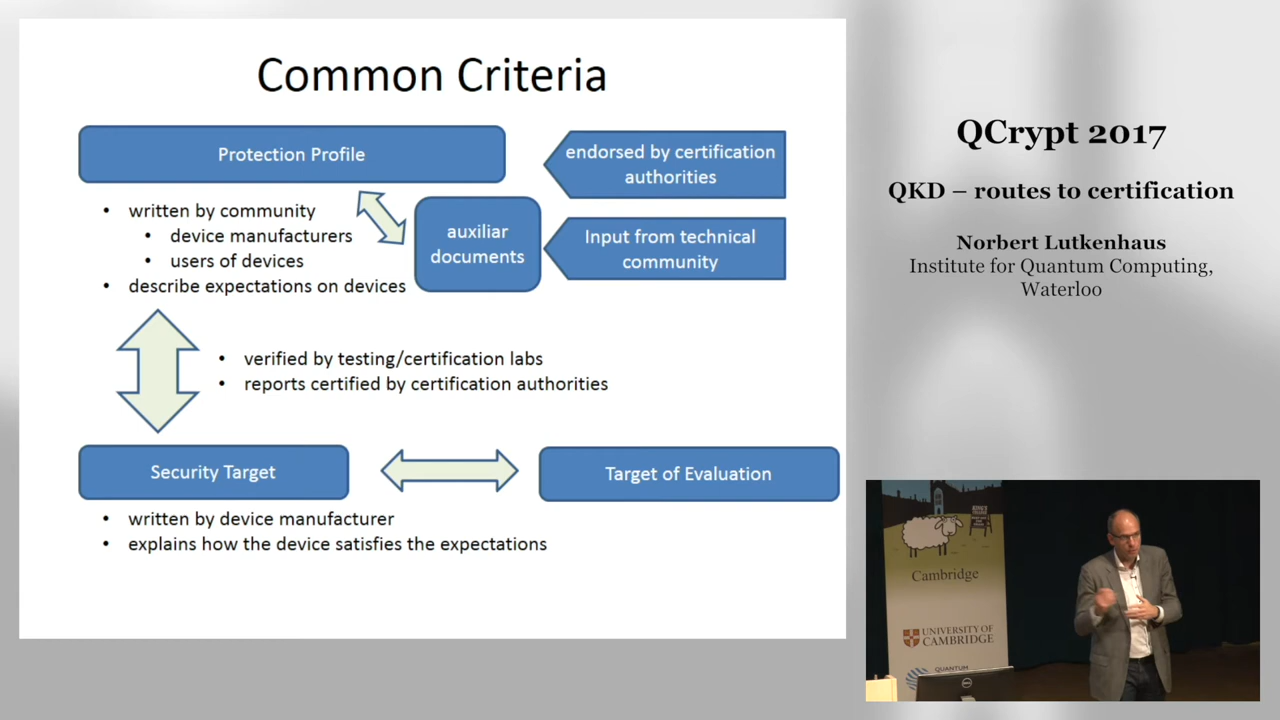 Common Criteria
Protection Profile
endorsed by certification
authorities
• written by community
• device manufacturers
• users of devices
• describe expectations on devices
auxiliar
documents
Input from technical
community
• verified by testing/certification labs
• reports certified by certification authorities
Security Target
Target of Evaluation
• written by device manufacturer
• explains how the device satisfies the expectations
QCrypt 2017
QKD – routes to certification
Norbert Lutkenhaus
Institute for Quantum Computing,
Waterloo
Cambridge
UNIVERSITY OF
CAMBRIDGE
QUANTUM
DELL